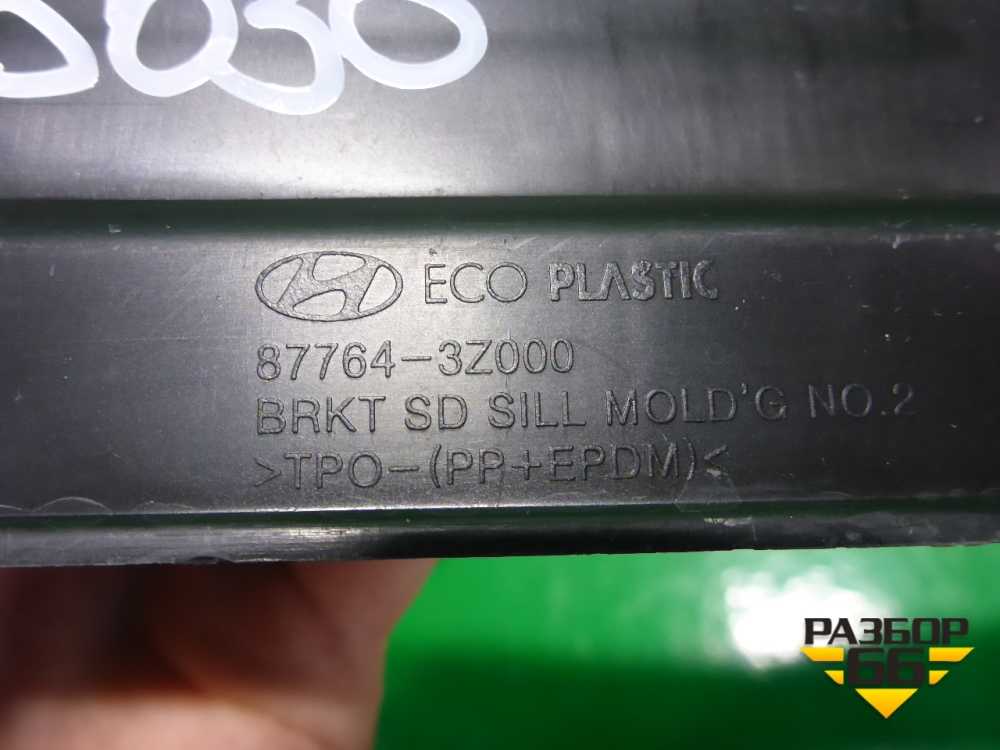 ECO PLASTIC
87764-3Z000
BRKT SD SILL MOLD'G NO.2
>TPO-(PP+EPDM)<
РАЗБОР
66